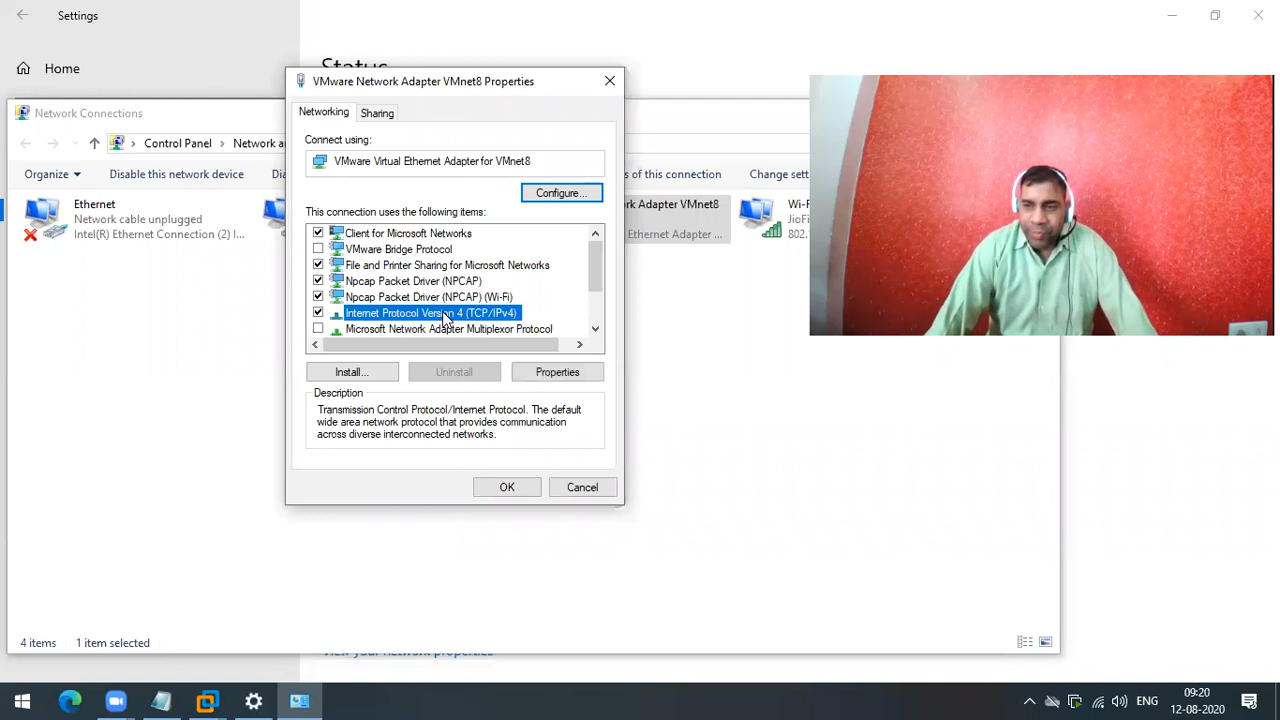 Settings
Home
Status
VMware Network Adapter VMnet8 Properties
Networking
Sharing
Connect using:
VMware Virtual Ethernet Adapter for VMnet8
Configure...
This connection uses the following items:
Client for Microsoft Networks
VMware Bridge Protocol
File and Printer Sharing for Microsoft Networks
Npcap Packet Driver (NPCAP)
Npcap Packet Driver (NPCAP) (Wi-Fi)
Internet Protocol Version 4 (TCP/IPv4)
Microsoft Network Adapter Multiplexor Protocol
Install...
Uninstall
Properties
Description
Transmission Control Protocol/Internet Protocol. The default
wide area network protocol that provides communication
across diverse interconnected networks.
OK
Cancel
Network Connections
Control Panel
Organize
Disable this network device
of this connection
Ethernet
Network cable unplugged
Intel(R) Ethernet Connection (2) I...
Adapter VMnet8
Ethernet Adapter ...
4 items
1 item selected
View your network properties
ENG
09:20
12-08-2020